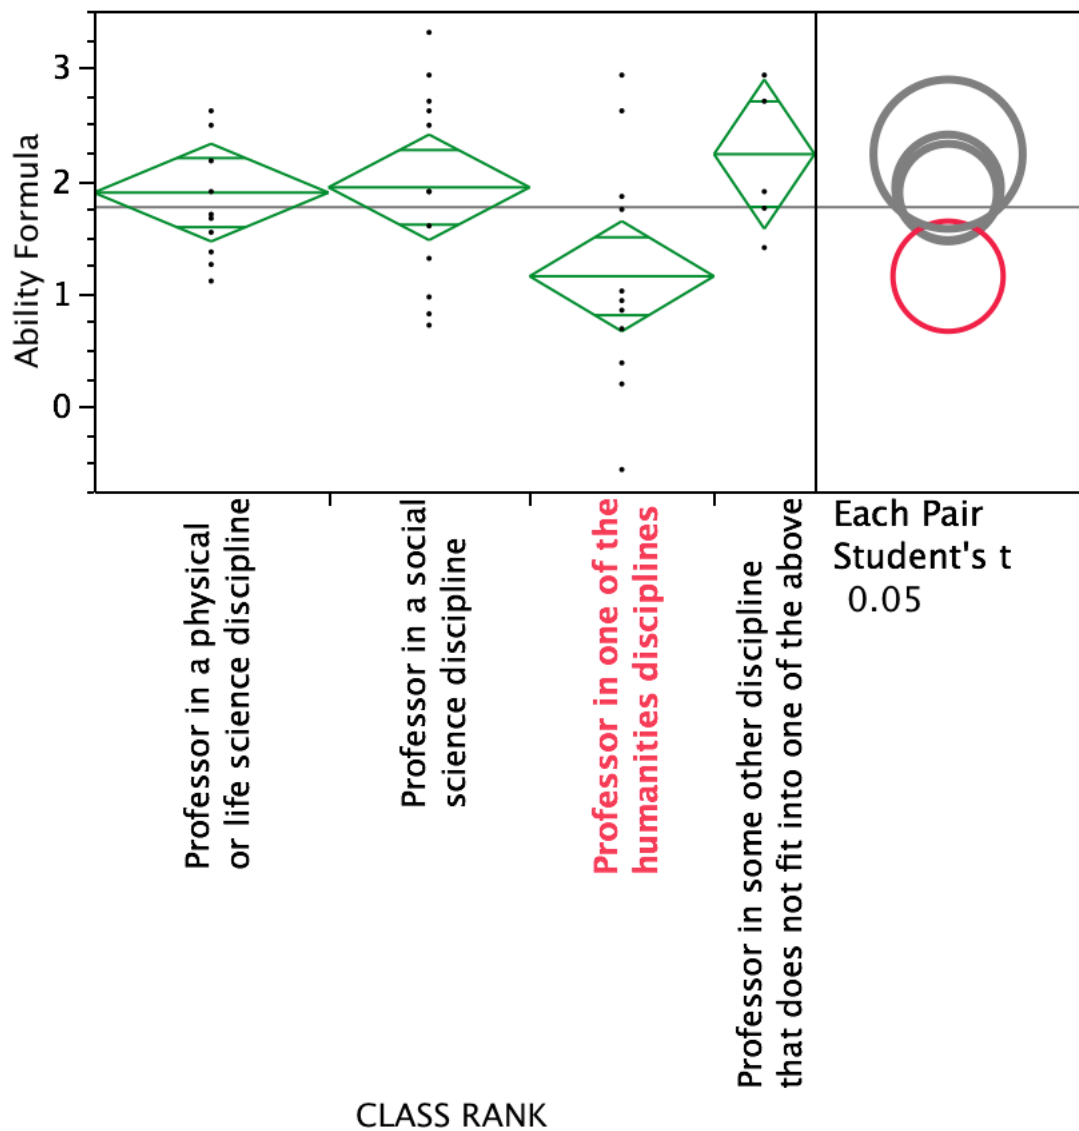 Ability Formula
3
2
1
0
Professor in a physical
or life science discipline
Professor in a social
science discipline
Professor in one of the
humanities disciplines
Professor in some other discipline
that does not fit into one of the above
Each Pair
Student's t
0.05
CLASS RANK